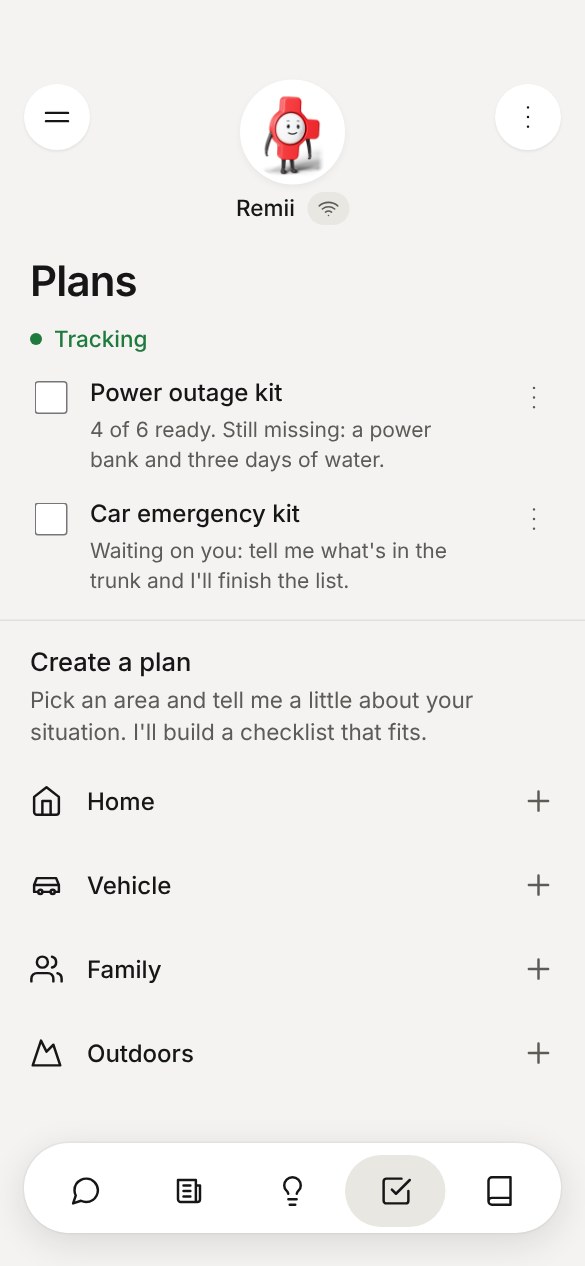 Remii
Plans
Tracking
Power outage kit
4 of 6 ready. Still missing: a power
bank and three days of water.
Car emergency kit
Waiting on you: tell me what's in the
trunk and I'll finish the list.
Create a plan
Pick an area and tell me a little about your
situation. I'll build a checklist that fits.
Home
Vehicle
Family
Outdoors